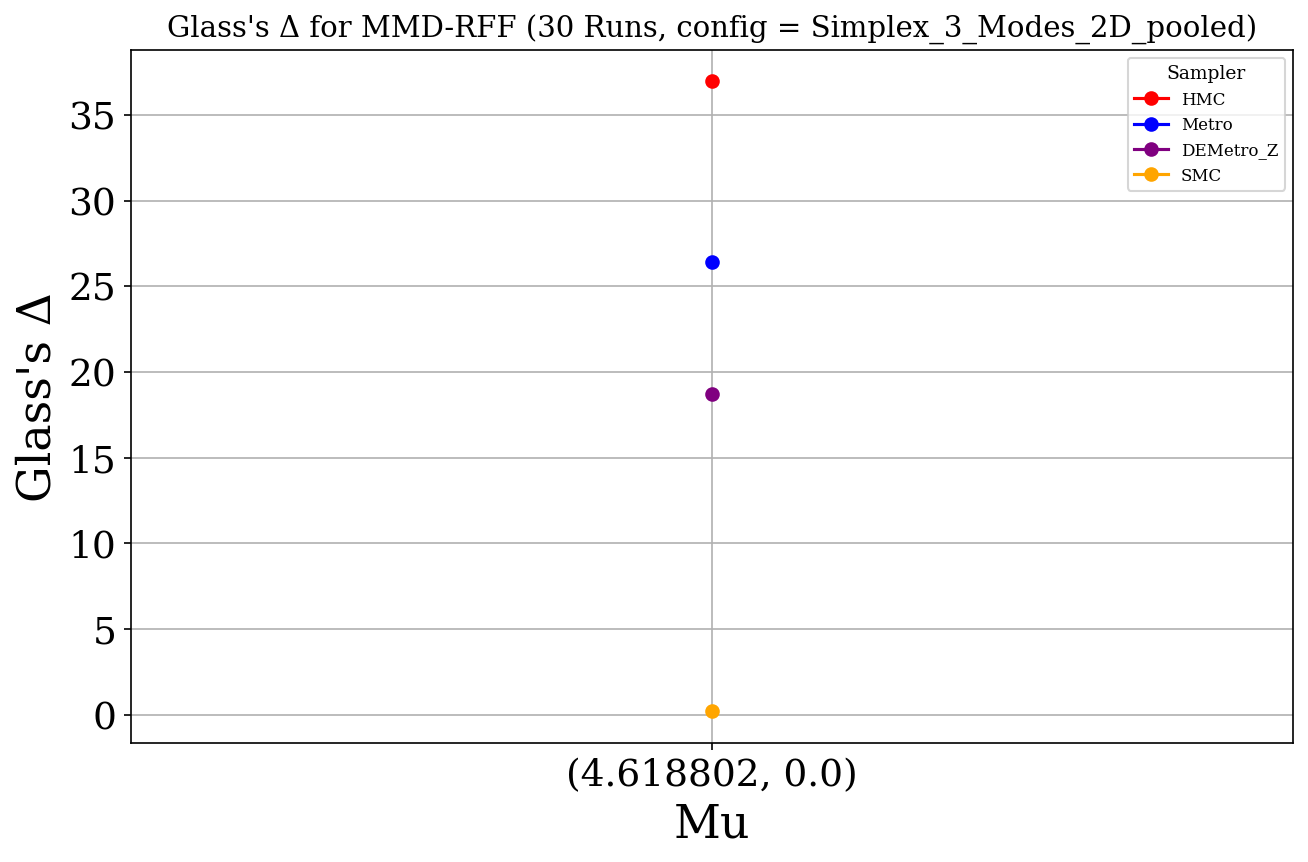 Glass's Δ for MMD-RFF (30 Runs, config = Simplex_3_Modes_2D_pooled)
Sampler
HMC
Metro
DEMetro_Z
SMC
Glass's Δ
35
30
25
20
15
10
5
0
(4.618802, 0.0)
Mu